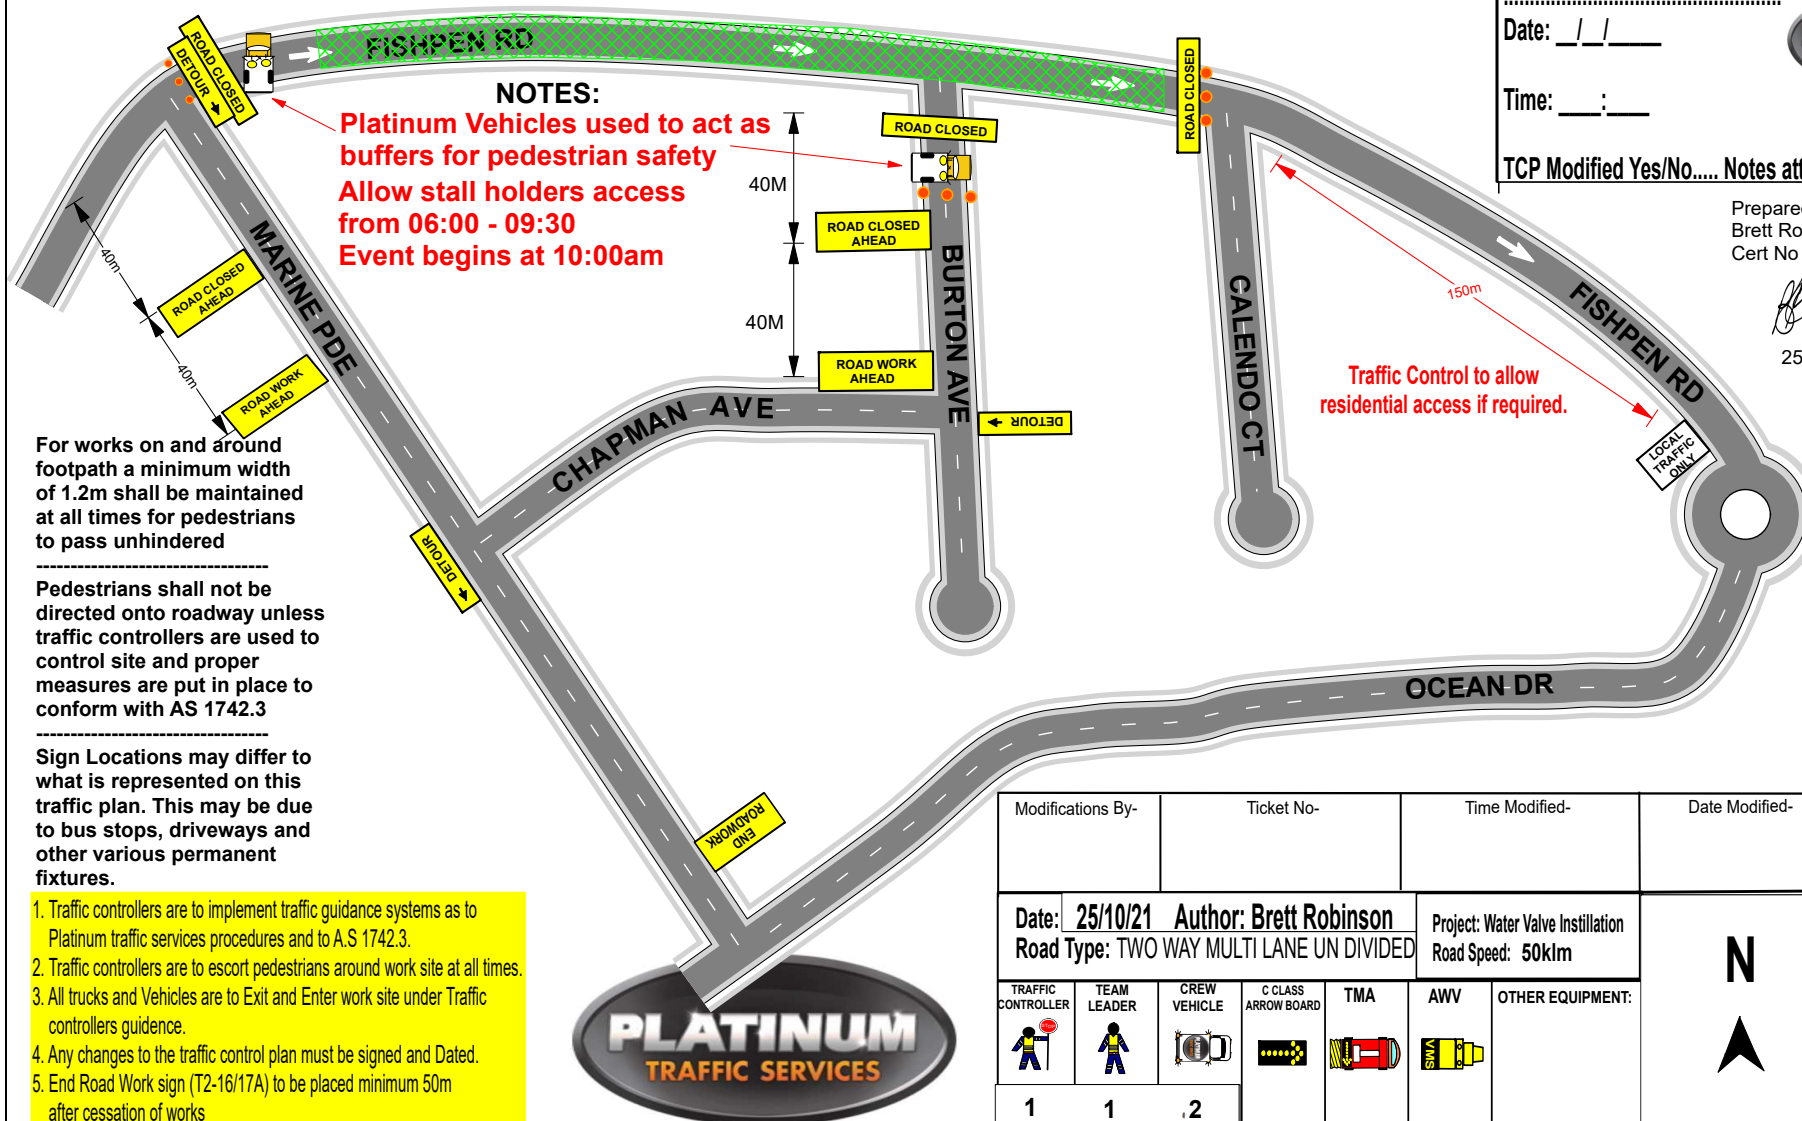 Date: __/__/_____
Time: ____:____
TCP Modified Yes/No..... Notes
Brett
Cert No
25
ROAD CLOSED
DETOUR
FISHPEN RD
NOTES:
Platinum Vehicles used to act as
buffers for pedestrian safety
Allow stall holders access
from 06:00 - 09:30
Event begins at 10:00am
ROAD CLOSED
40M
ROAD CLOSED
AHEAD
40M
ROAD WORK
AHEAD
ROAD CLOSED
MARINE PDE
40m
ROAD CLOSED
AHEAD
40m
ROAD WORK
AHEAD
BURTON AVE
CALENDO CT
150m
FISHPEN RD
Traffic Control to allow
residential access if required.
LOCAL
TRAFFIC
ONLY
CHAPMAN AVE
DETOUR
DETOUR
OCEAN DR
END
ROADWORK
For works on and around
footpath a minimum width
of 1.2m shall be maintained
at all times for pedestrians
to pass unhindered
----------------------------------
Pedestrians shall not be
directed onto roadway unless
traffic controllers are used to
control site and proper
measures are put in place to
conform with AS 1742.3
----------------------------------
Sign Locations may differ to
what is represented on this
traffic plan. This may be due
to bus stops, driveways and
other various permanent
fixtures.
1. Traffic controllers are to implement traffic guidance systems as to
Platinum traffic services procedures and to A.S 1742.3.
2. Traffic controllers are to escort pedestrians around work site at all times.
3. All trucks and Vehicles are to Exit and Enter work site under Traffic
controllers guidence.
4. Any changes to the traffic control plan must be signed and Dated.
5. End Road Work sign (T2-16/17A) to be placed minimum 50m
after cessation of works
PLATINUM
TRAFFIC SERVICES
Modifications By- Ticket No- Time Modified- Date Modified-
Date: 25/10/21 Author: Brett Robinson
Road Type: TWO WAY MULTI LANE UN DIVIDED
Project: Water Valve Instillation
Road Speed: 50klm
N
TRAFFIC
CONTROLLER
TEAM
LEADER
CREW
VEHICLE
C CLASS
ARROW BOARD
TMA
AWV
OTHER EQUIPMENT:
STOP
VMS
1 1 2